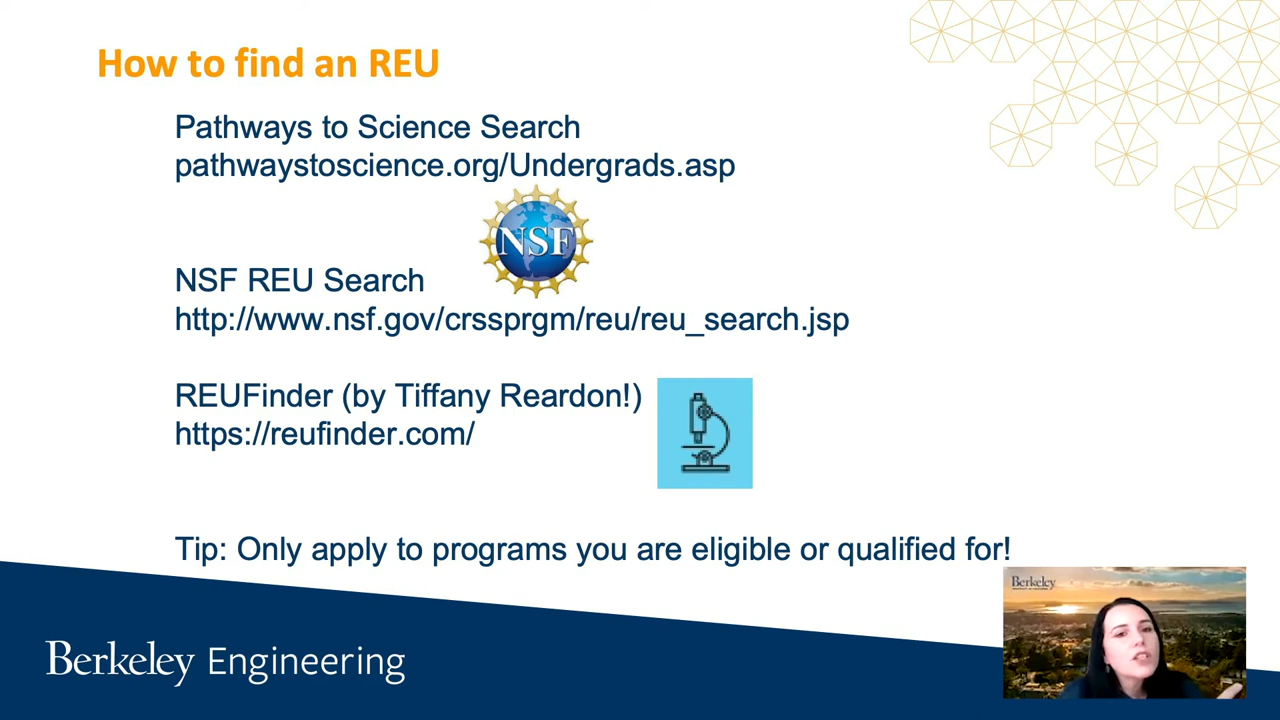 How to find an REU
Pathways to Science Search
pathwaystoscience.org/Undergrads.asp
NSF
NSF REU Search
http://www.nsf.gov/crssprgm/reu/reu_search.jsp
REUFinder (by Tiffany Reardon!)
https://reufinder.com/
Tip: Only apply to programs you are eligible or qualified for!
Berkeley
Berkeley Engineering